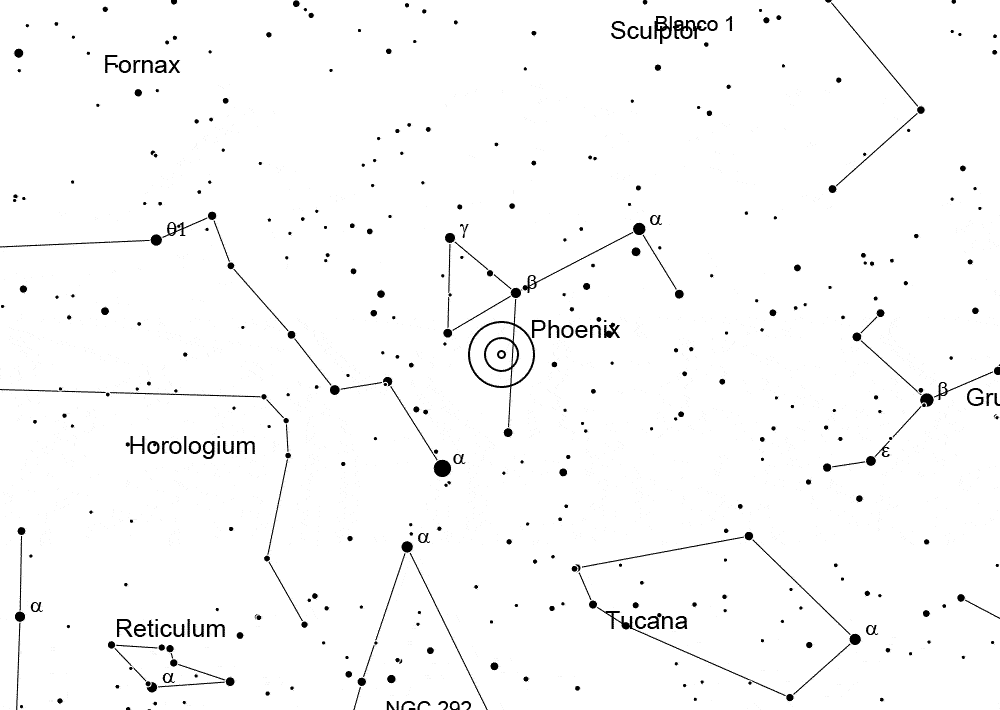 Blanco 1
Sculptor
Fornax
α
θ1
γ
β
Phoenix
β
Gru
Horologium
α
ε
α
α
Reticulum
Tucana
α
α
NGC 292